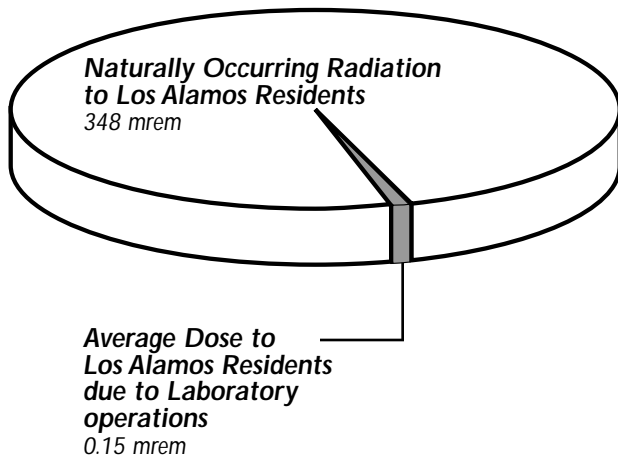 Naturally Occurring Radiation
to Los Alamos Residents
348 mrem
Average Dose to
Los Alamos Residents
due to Laboratory
operations
0.15 mrem